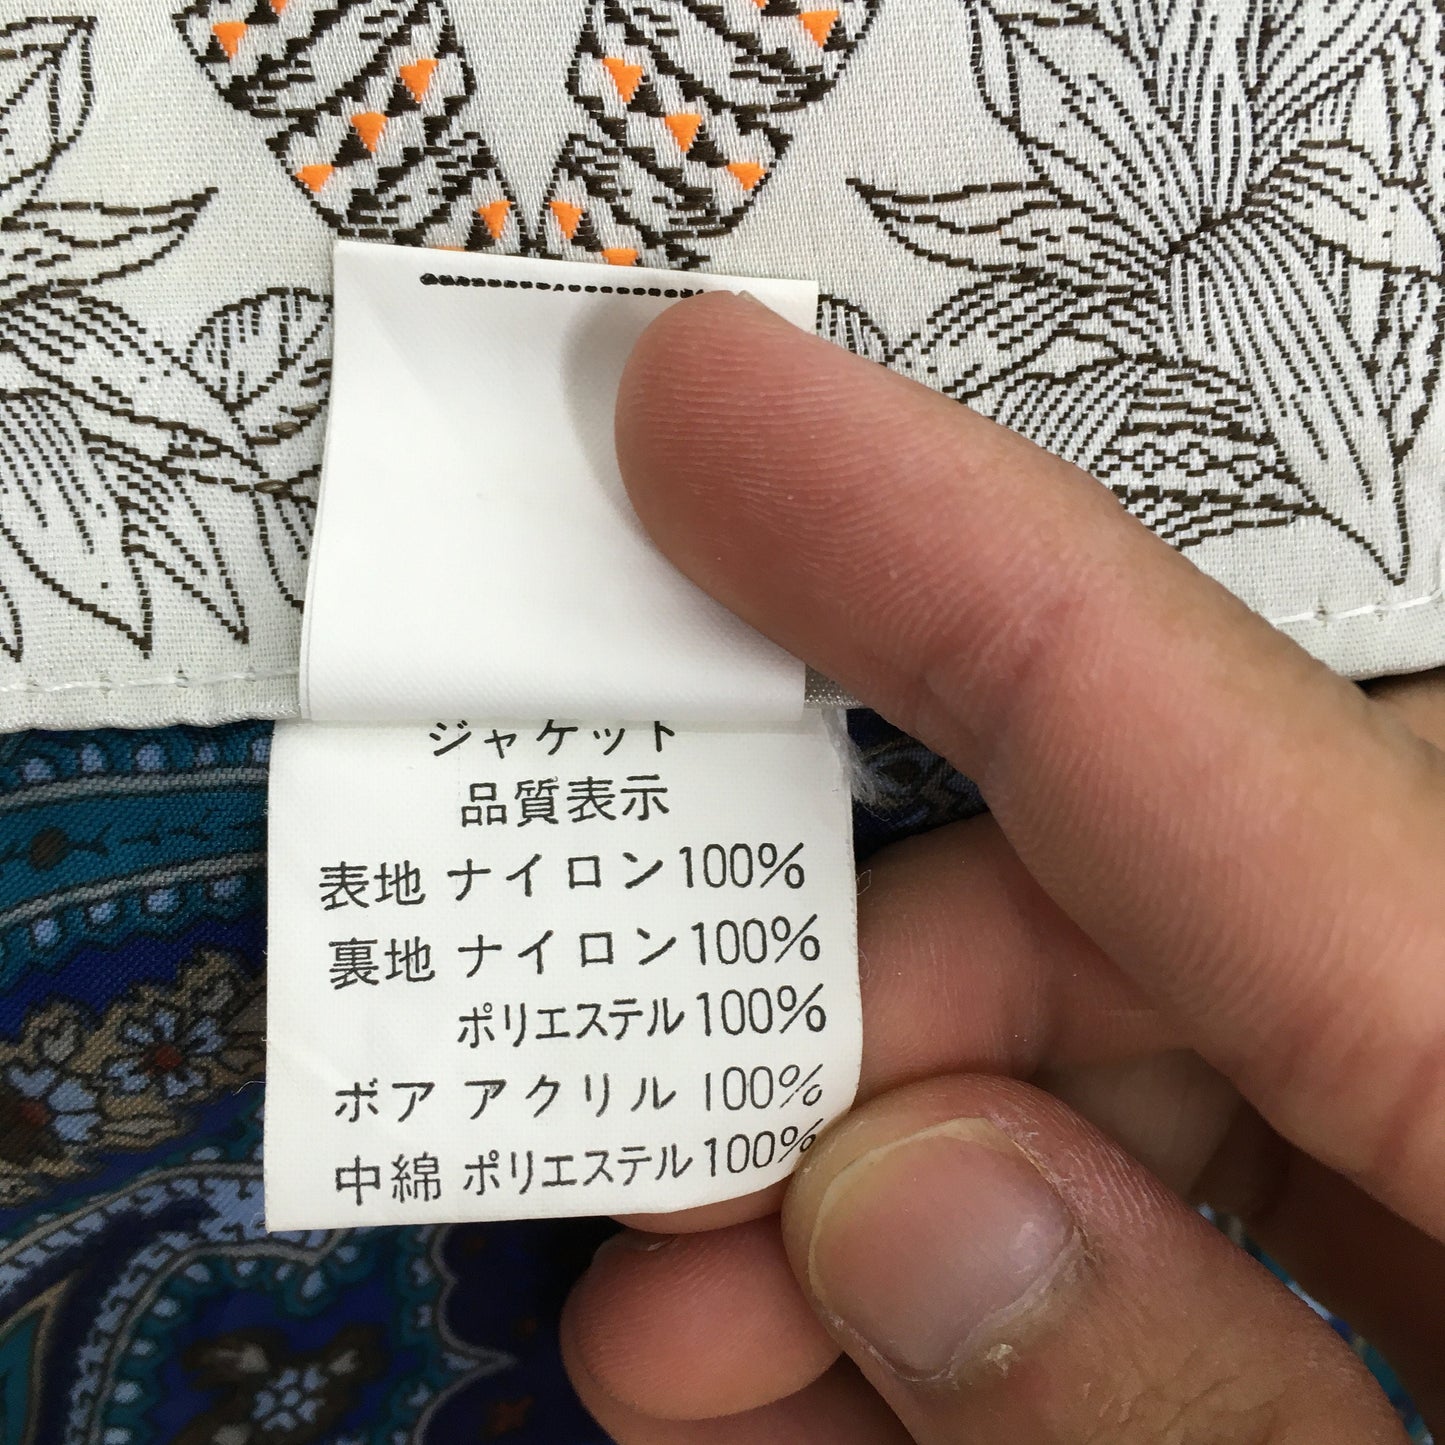 ジャケット
品質表示
表地 ナイロン100%
裏地 ナイロン100%
ポリエステル100%
ボア アクリル 100%
中綿 ポリエステル100%